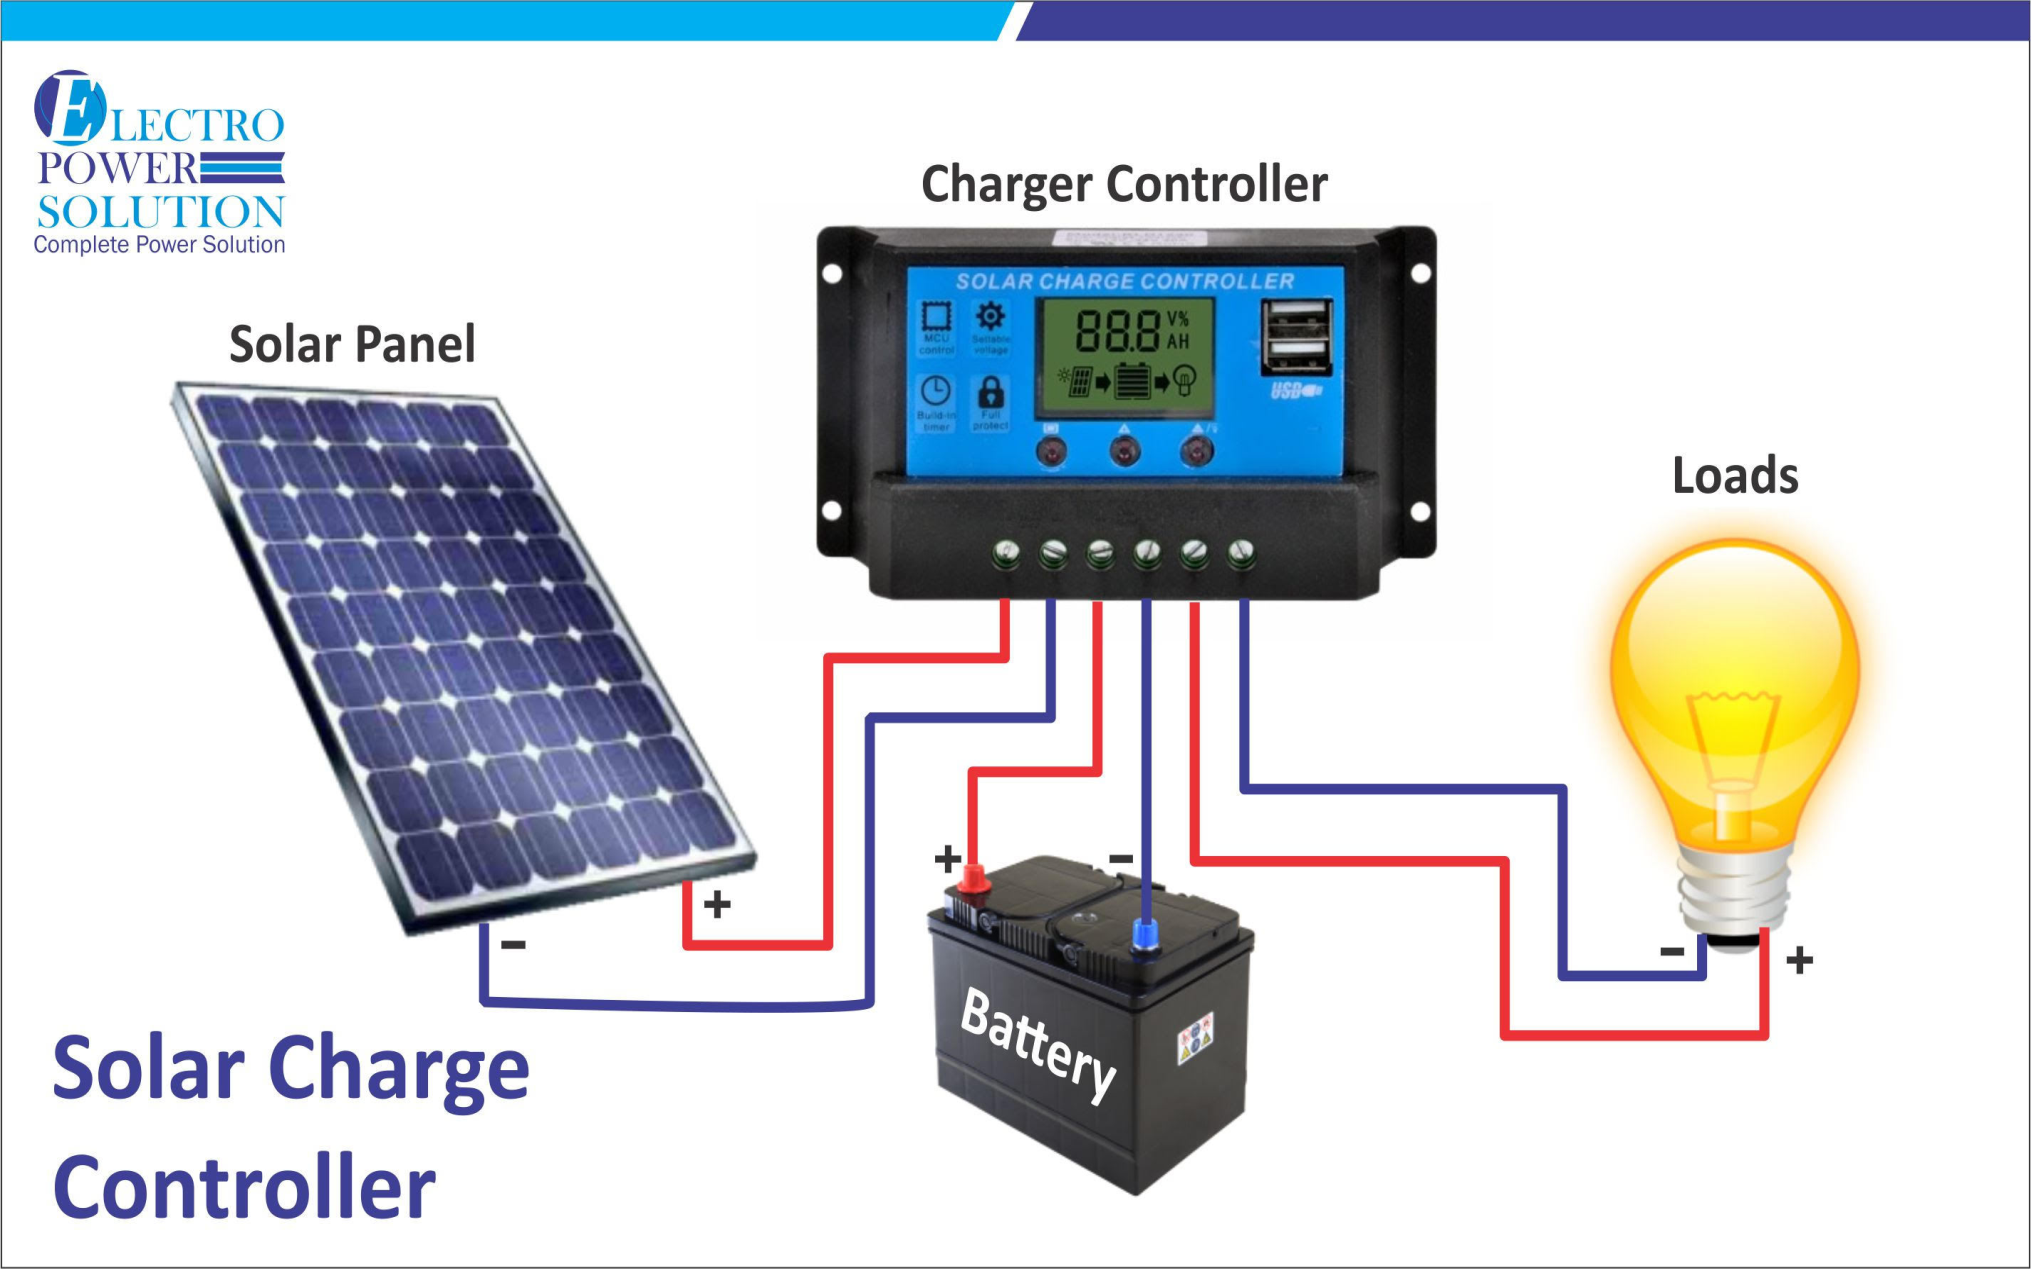 ELECTRO
POWER
SOLUTION
Complete Power Solution
Charger Controller
Solar Panel
SOLAR CHARGE CONTROLLER
MCU control
Settable voltage
88.8 V% AH
Build-in timer
Full protect
USB
Loads
+
−
+
−
−
+
Battery
Solar Charge
Controller